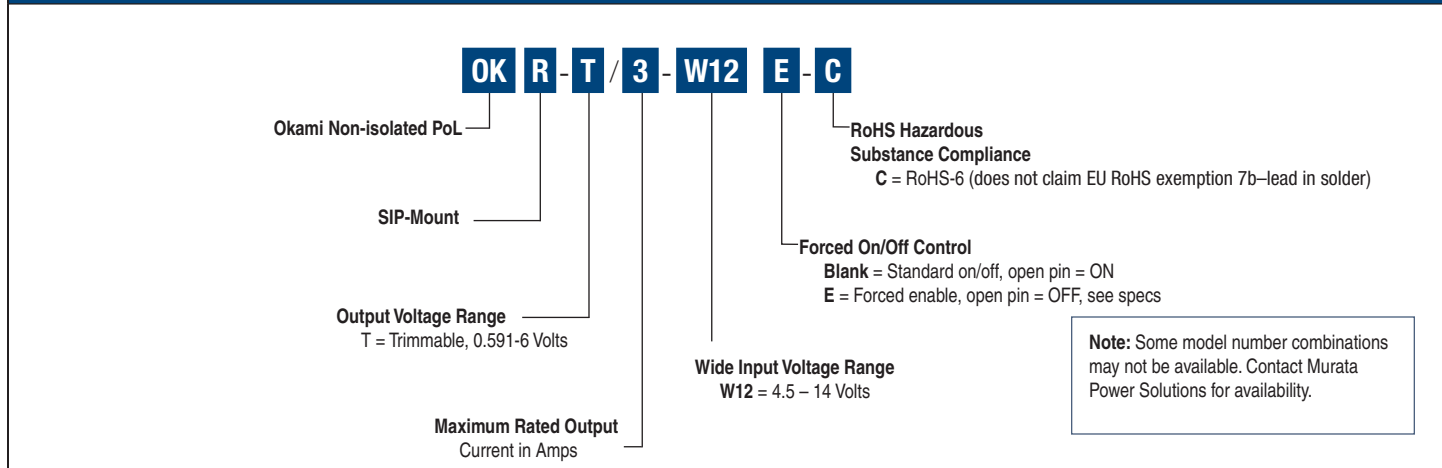 OK R - T / 3 - W12 E - C
Okami Non-isolated PoL
RoHS Hazardous
Substance Compliance
C = RoHS-6 (does not claim EU RoHS exemption 7b–lead in solder)
SIP-Mount
Forced On/Off Control
Blank = Standard on/off, open pin = ON
E = Forced enable, open pin = OFF, see specs
Output Voltage Range
T = Trimmable, 0.591-6 Volts
Wide Input Voltage Range
W12 = 4.5 – 14 Volts
Note: Some model number combinations
may not be available. Contact Murata
Power Solutions for availability.
Maximum Rated Output
Current in Amps